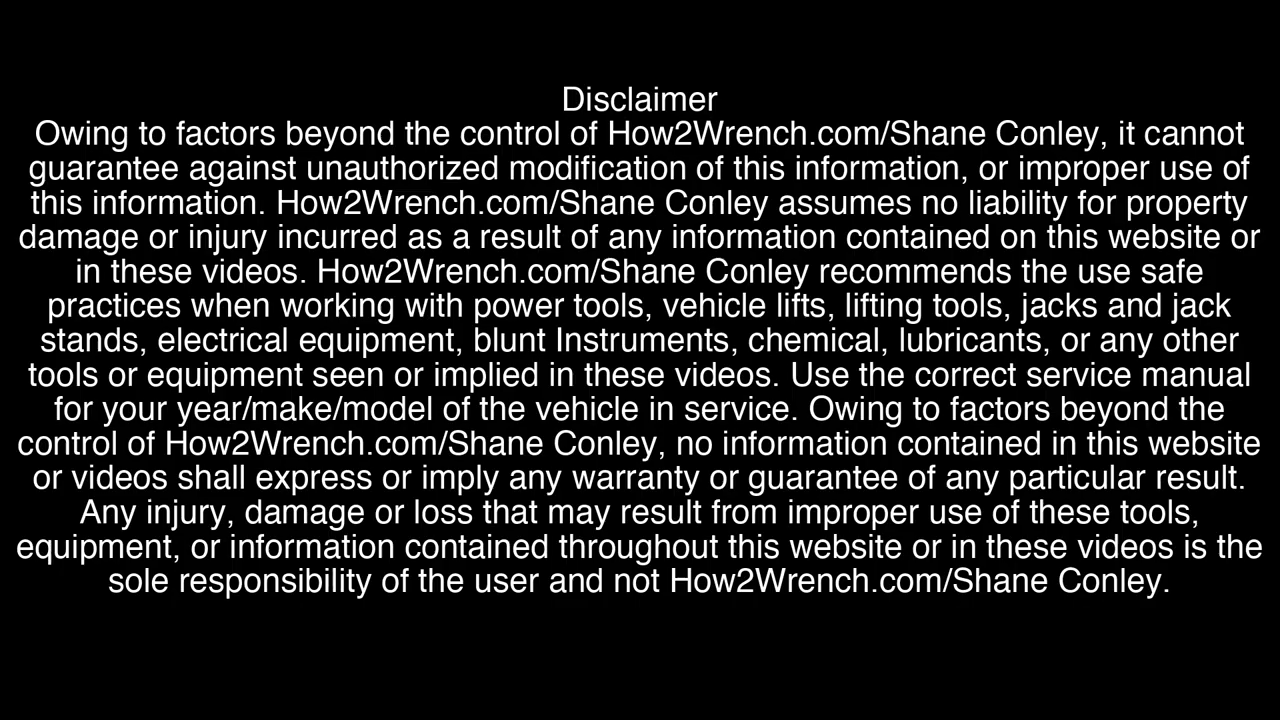 Disclaimer
Owing to factors beyond the control of How2Wrench.com/Shane Conley, it cannot
guarantee against unauthorized modification of this information, or improper use of
this information. How2Wrench.com/Shane Conley assumes no liability for property
damage or injury incurred as a result of any information contained on this website or
in these videos. How2Wrench.com/Shane Conley recommends the use safe
practices when working with power tools, vehicle lifts, lifting tools, jacks and jack
stands, electrical equipment, blunt Instruments, chemical, lubricants, or any other
tools or equipment seen or implied in these videos. Use the correct service manual
for your year/make/model of the vehicle in service. Owing to factors beyond the
control of How2Wrench.com/Shane Conley, no information contained in this website
or videos shall express or imply any warranty or guarantee of any particular result.
Any injury, damage or loss that may result from improper use of these tools,
equipment, or information contained throughout this website or in these videos is the
sole responsibility of the user and not How2Wrench.com/Shane Conley.